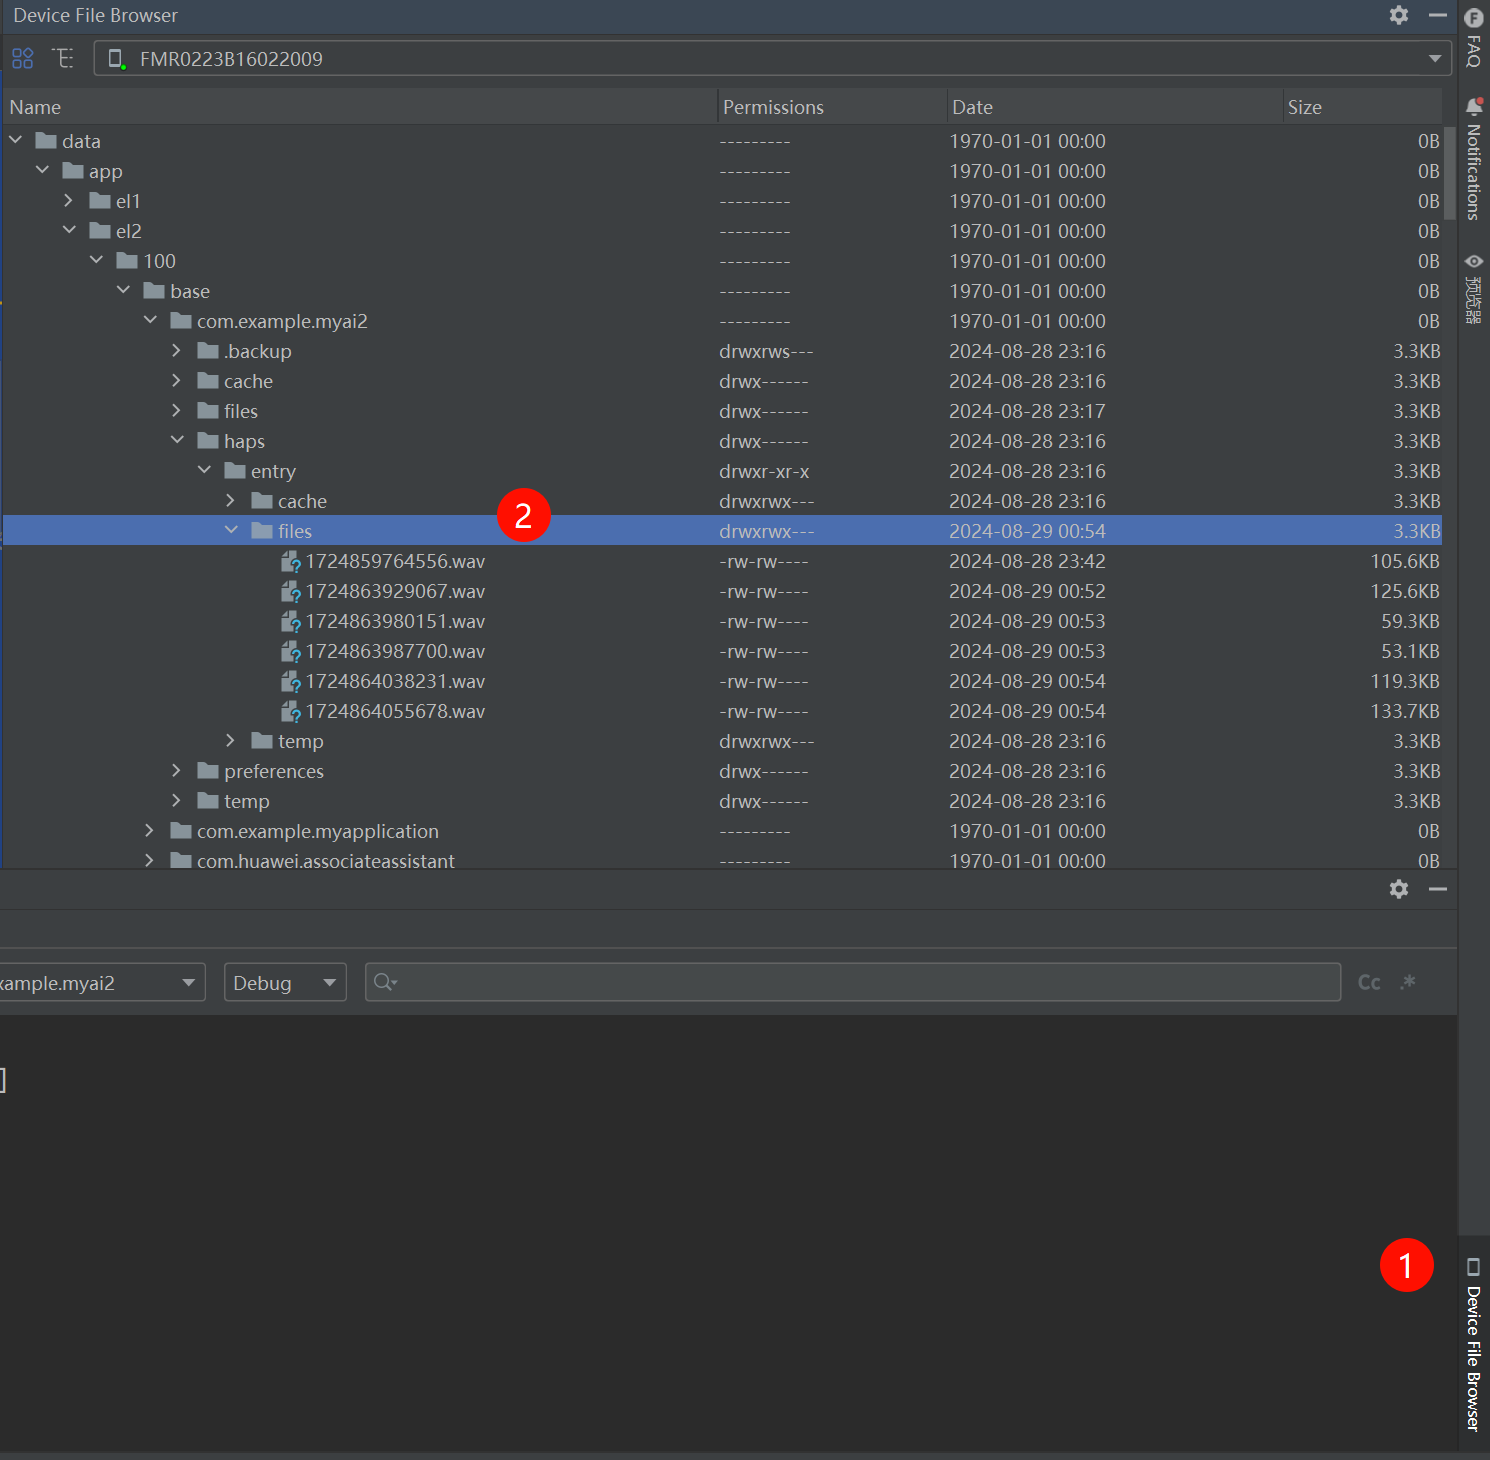 Device File Browser
FMR0223B16022009
Name Permissions Date Size
data --------- 1970-01-01 00:00 0B
app --------- 1970-01-01 00:00 0B
el1 --------- 1970-01-01 00:00 0B
el2 --------- 1970-01-01 00:00 0B
100 --------- 1970-01-01 00:00 0B
base --------- 1970-01-01 00:00 0B
com.example.myai2 --------- 1970-01-01 00:00 0B
.backup drwxrws--- 2024-08-28 23:16 3.3KB
cache drwx------ 2024-08-28 23:16 3.3KB
files drwx------ 2024-08-28 23:17 3.3KB
haps drwx------ 2024-08-28 23:16 3.3KB
entry drwxr-xr-x 2024-08-28 23:16 3.3KB
cache drwxrwx--- 2024-08-28 23:16 3.3KB
2
files drwxrwx--- 2024-08-29 00:54 3.3KB
1724859764556.wav -rw-rw---- 2024-08-28 23:42 105.6KB
1724863929067.wav -rw-rw---- 2024-08-29 00:52 125.6KB
1724863980151.wav -rw-rw---- 2024-08-29 00:53 59.3KB
1724863987700.wav -rw-rw---- 2024-08-29 00:53 53.1KB
1724864038231.wav -rw-rw---- 2024-08-29 00:54 119.3KB
1724864055678.wav -rw-rw---- 2024-08-29 00:54 133.7KB
temp drwxrwx--- 2024-08-28 23:16 3.3KB
preferences drwx------ 2024-08-28 23:16 3.3KB
temp drwx------ 2024-08-28 23:16 3.3KB
com.example.myapplication --------- 1970-01-01 00:00 0B
com.huawei.associateassistant --------- 1970-01-01 00:00 0B
xample.myai2 Debug Cc .*
]
1
F FAQ
Notifications
预览器
Device File Browser